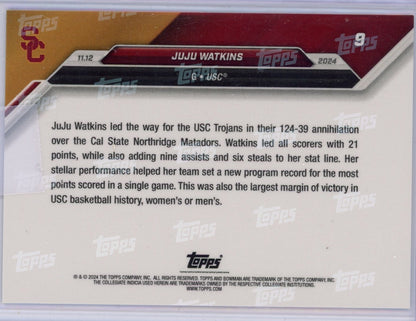 SC
11.12
JUJU WATKINS
2024
9
G • USC®
JuJu Watkins led the way for the USC Trojans in their 124-39 annihilation
over the Cal State Northridge Matadors. Watkins led all scorers with 21
points, while also adding nine assists and six steals to her stat line. Her
stellar performance helped her team set a new program record for the most
points scored in a single game. This was also the largest margin of victory in
USC basketball history, women's or men's.
TOPPS
® & © 2024 THE TOPPS COMPANY, INC. ALL RIGHTS RESERVED. TOPPS AND BOWMAN ARE TRADEMARK OF THE TOPPS COMPANY, INC.
THE COLLEGIATE INDICIA USED HEREIN ARE TRADEMARKS OWNED BY THE RESPECTIVE COLLEGIATE INSTITUTIONS.
WWW.TOPPS.COM